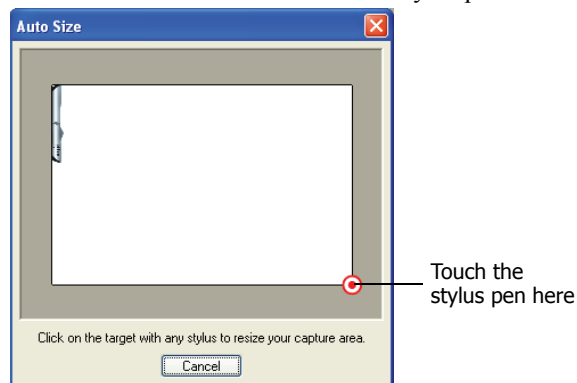 Auto Size
Touch the
stylus pen here
Click on the target with any stylus to resize your capture area.
Cancel